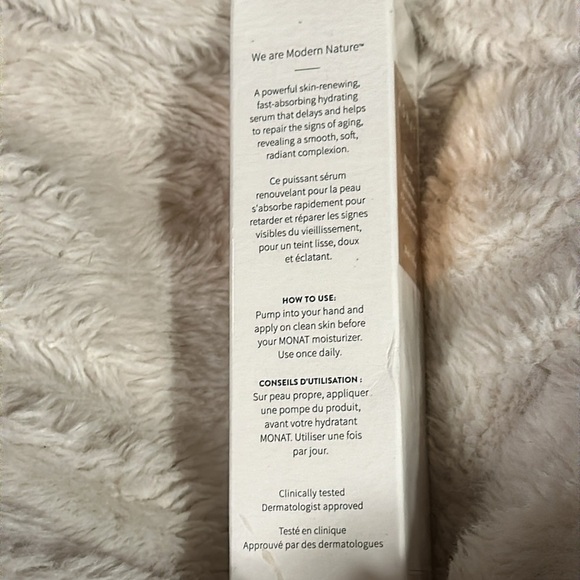 We are Modern Nature™
A powerful skin-renewing,
fast-absorbing hydrating
serum that delays and helps
to repair the signs of aging,
revealing a smooth, soft,
radiant complexion.
Ce puissant sérum
renouvelant pour la peau
s'absorbe rapidement pour
retarder et réparer les signes
visibles du vieillissement,
pour un teint lisse, doux
et éclatant.
HOW TO USE:
Pump into your hand and
apply on clean skin before
your MONAT moisturizer.
Use once daily.
CONSEILS D'UTILISATION :
Sur peau propre, appliquer
une pompe du produit,
avant votre hydratant
MONAT. Utiliser une fois
par jour.
Clinically tested
Dermatologist approved
Testé en clinique
Approuvé par des dermatologues